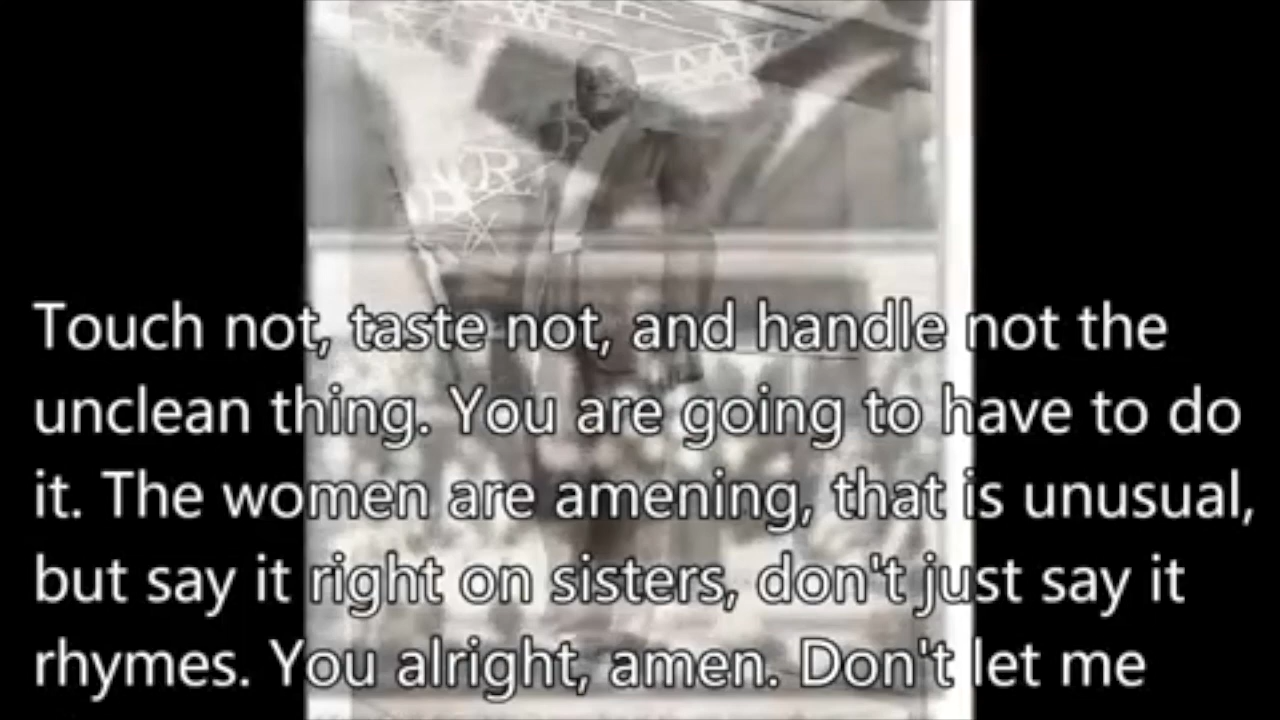 W. F.
Touch not, taste not, and handle not the
unclean thing. You are going to have to do
it. The women are amening, that is unusual,
but say it right on sisters, don't just say it
rhymes. You alright, amen. Don't let me